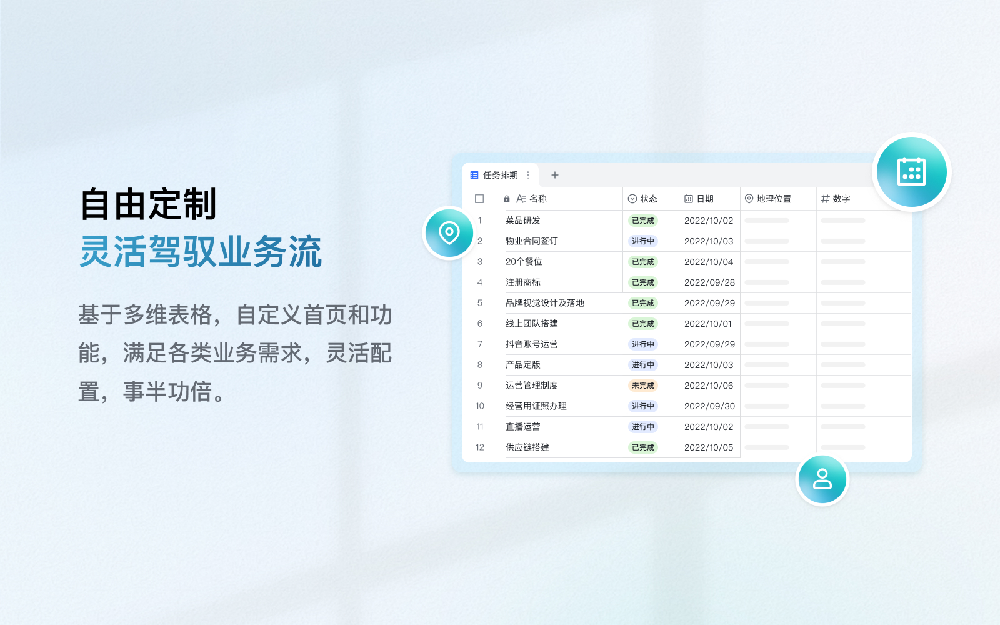 自由定制
灵活驾驭业务流
基于多维表格，自定义首页和功
能，满足各类业务需求，灵活配
置，事半功倍。
任务排期
名称 状态 日期 地理位置 数字
1 菜品研发 已完成 2022/10/02
2 物业合同签订 进行中 2022/10/03
3 20个餐位 已完成 2022/10/04
4 注册商标 已完成 2022/09/28
5 品牌视觉设计及落地 已完成 2022/09/29
6 线上团队搭建 已完成 2022/10/01
7 抖音账号运营 进行中 2022/09/29
8 产品定版 进行中 2022/10/03
9 运营管理制度 未完成 2022/10/06
10 经营用证照办理 进行中 2022/09/30
11 直播运营 进行中 2022/10/02
12 供应链搭建 已完成 2022/10/05